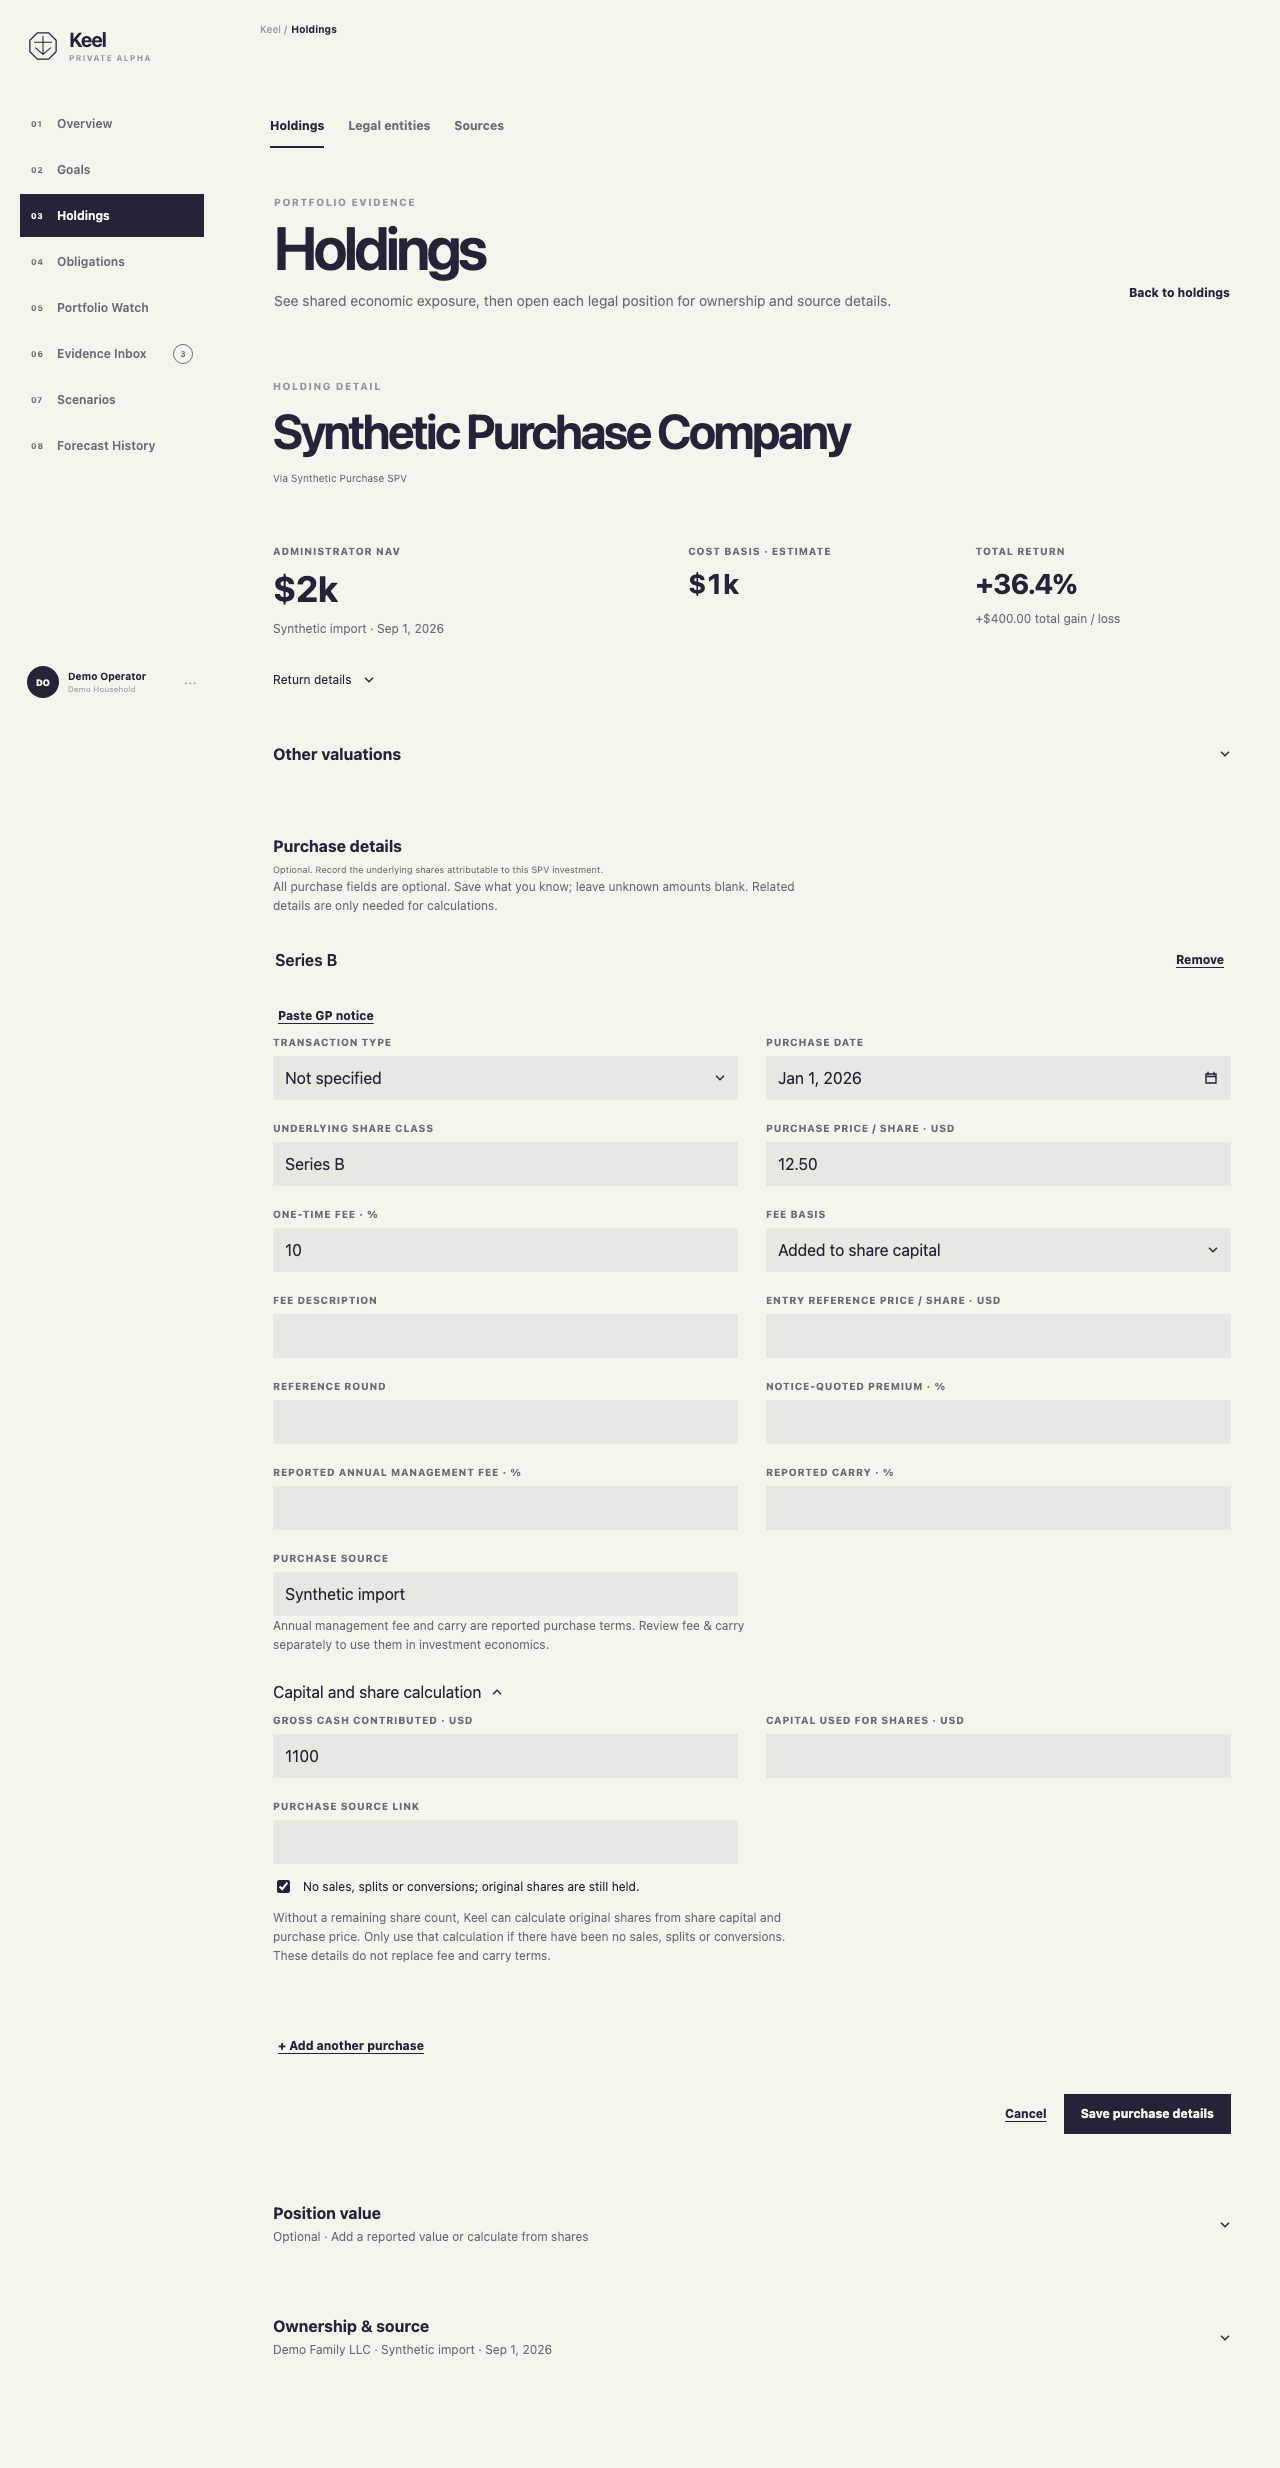 Keel
PRIVATE ALPHA
Keel / Holdings
01 Overview
02 Goals
03 Holdings
04 Obligations
05 Portfolio Watch
06 Evidence Inbox 3
07 Scenarios
08 Forecast History
DO
Demo Operator
Demo Household
...
Holdings Legal entities Sources
PORTFOLIO EVIDENCE
Holdings
See shared economic exposure, then open each legal position for ownership and source details.
Back to holdings
HOLDING DETAIL
Synthetic Purchase Company
Via Synthetic Purchase SPV
ADMINISTRATOR NAV
$2k
Synthetic import · Sep 1, 2026
COST BASIS · ESTIMATE
$1k
TOTAL RETURN
+36.4%
+$400.00 total gain / loss
Return details
Other valuations
Purchase details
Optional. Record the underlying shares attributable to this SPV investment.
All purchase fields are optional. Save what you know; leave unknown amounts blank. Related
details are only needed for calculations.
Series B
Remove
Paste GP notice
TRANSACTION TYPE
Not specified
PURCHASE DATE
Jan 1, 2026
UNDERLYING SHARE CLASS
Series B
PURCHASE PRICE / SHARE · USD
12.50
ONE-TIME FEE · %
10
FEE BASIS
Added to share capital
FEE DESCRIPTION
ENTRY REFERENCE PRICE / SHARE · USD
REFERENCE ROUND
NOTICE-QUOTED PREMIUM · %
REPORTED ANNUAL MANAGEMENT FEE · %
REPORTED CARRY · %
PURCHASE SOURCE
Synthetic import
Annual management fee and carry are reported purchase terms. Review fee & carry
separately to use them in investment economics.
Capital and share calculation
GROSS CASH CONTRIBUTED · USD
1100
CAPITAL USED FOR SHARES · USD
PURCHASE SOURCE LINK
No sales, splits or conversions; original shares are still held.
Without a remaining share count, Keel can calculate original shares from share capital and
purchase price. Only use that calculation if there have been no sales, splits or conversions.
These details do not replace fee and carry terms.
+ Add another purchase
Cancel
Save purchase details
Position value
Optional · Add a reported value or calculate from shares
Ownership & source
Demo Family LLC · Synthetic import · Sep 1, 2026